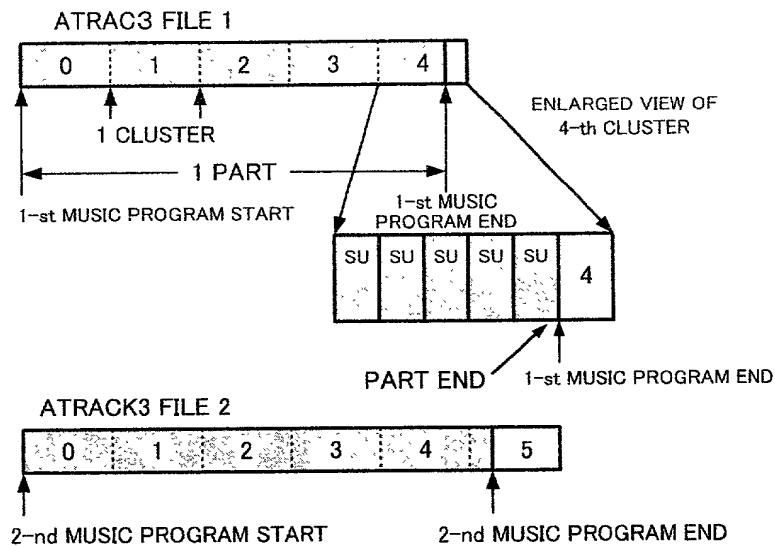 ATRAC3 FILE 1
0 1 2 3 4
1 CLUSTER
ENLARGED VIEW OF
4-th CLUSTER
1 PART
1-st MUSIC PROGRAM START
1-st MUSIC
PROGRAM END
SU SU SU SU SU 4
PART END
1-st MUSIC PROGRAM END
ATRACK3 FILE 2
0 1 2 3 4 5
2-nd MUSIC PROGRAM START
2-nd MUSIC PROGRAM END